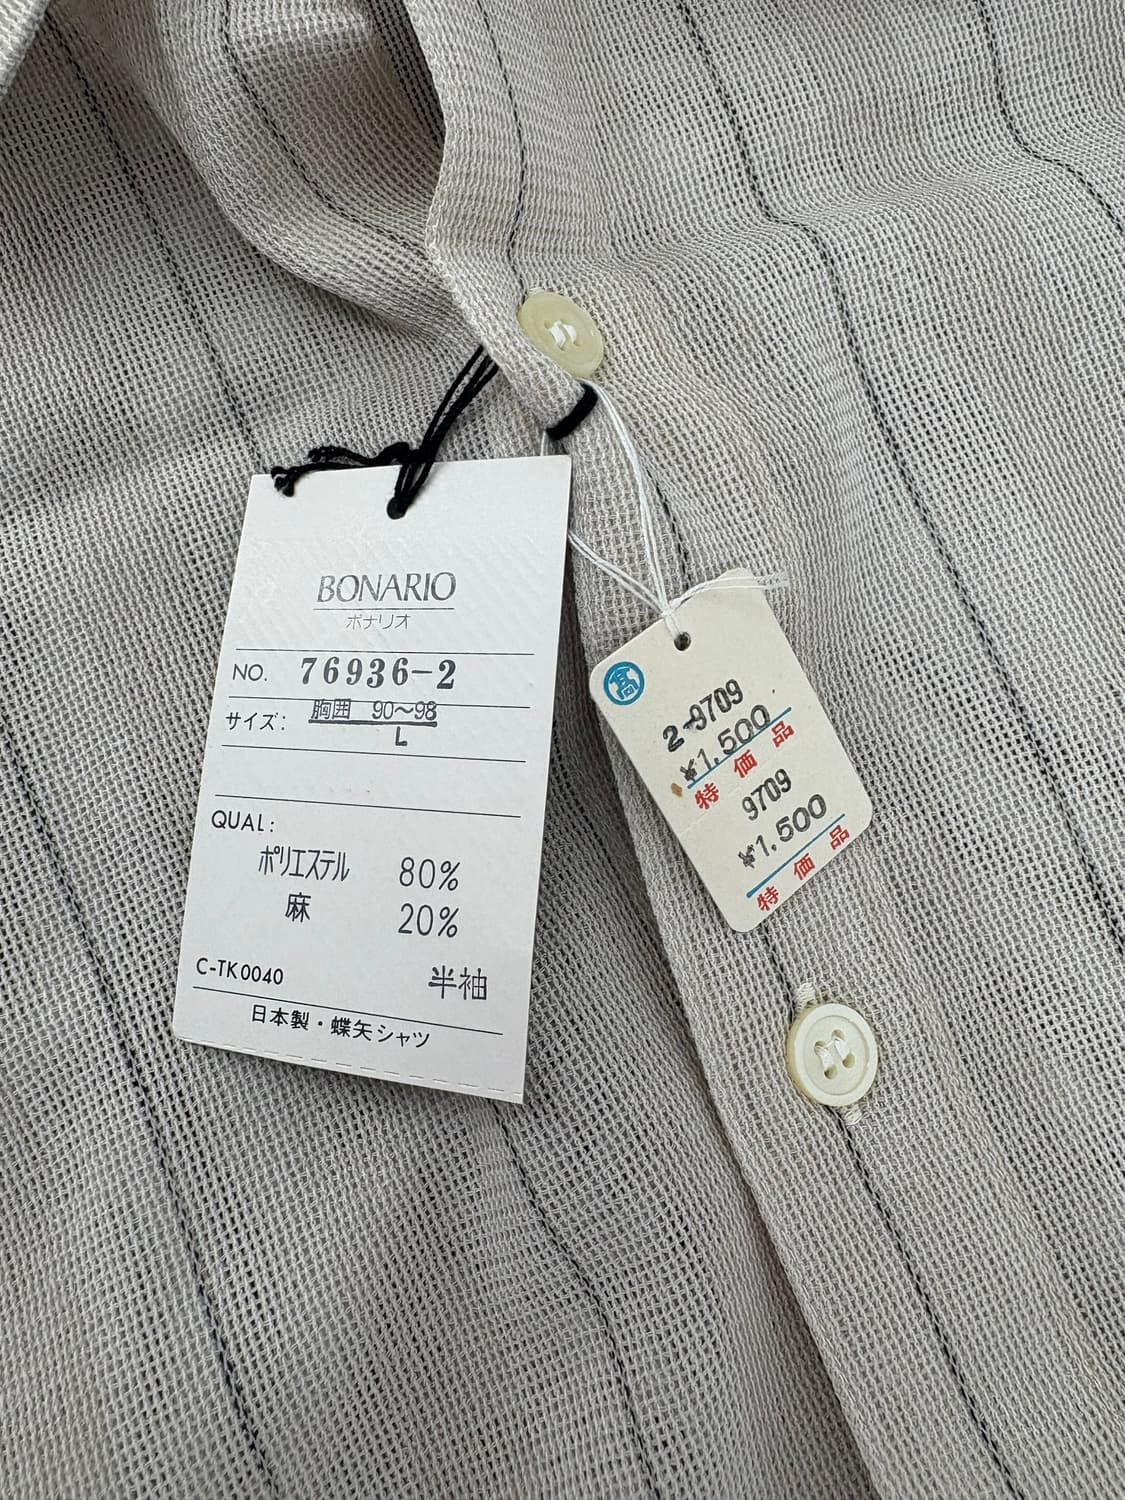 BONARIO
ボナリオ
NO. 76936-2
サイズ: 胸囲 90~98
L
QUAL:
ポリエステル 80%
麻 20%
C-TK0040 半袖
日本製・蝶矢シャツ
髙
2-9709
¥1,500
特価品
9709
¥1,500
特価品